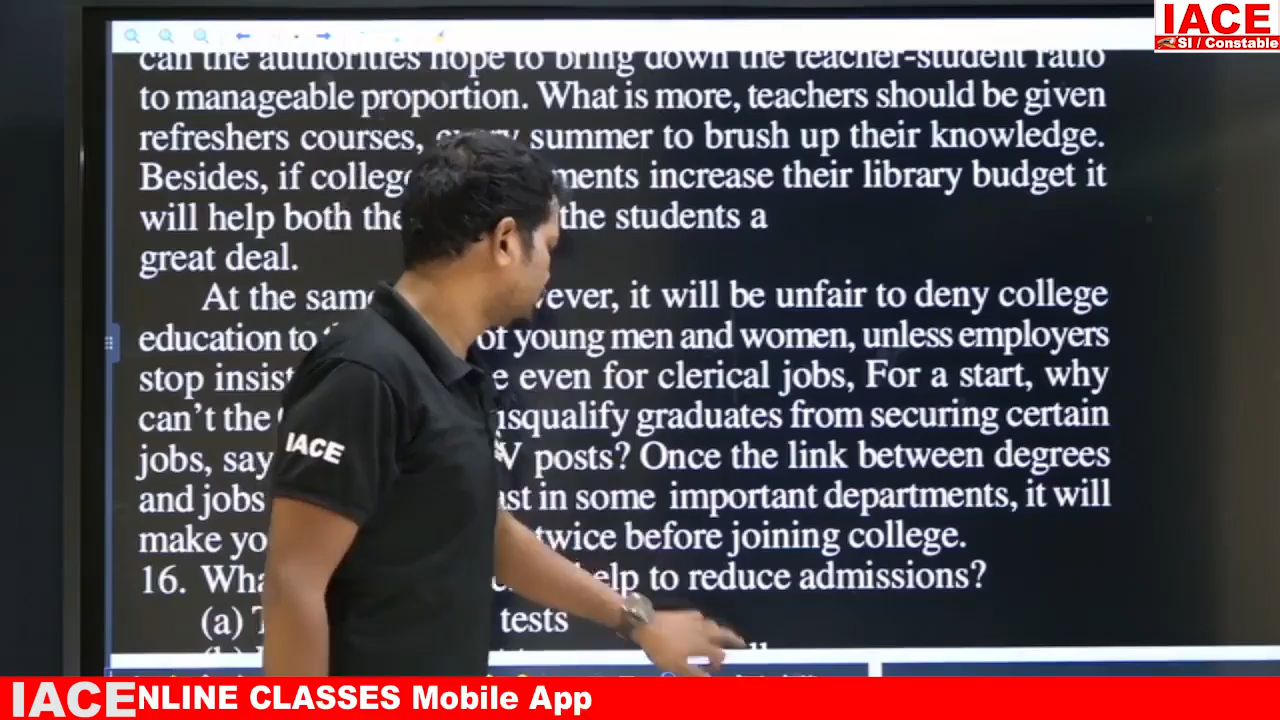 IACE
SI / Constable
can the authorities hope to bring down the teacher-student ratio
to manageable proportion. What is more, teachers should be given
refreshers courses, every summer to brush up their knowledge.
Besides, if colleg ments increase their library budget it
will help both the the students a
great deal.
At the same ever, it will be unfair to deny college
education to of young men and women, unless employers
stop insist e even for clerical jobs, For a start, why
can't the isqualify graduates from securing certain
jobs, say V posts? Once the link between degrees
and jobs ast in some important departments, it will
make yo twice before joining college.
16. Wha help to reduce admissions?
(a) T tests
IACE
IACE NLINE CLASSES Mobile App